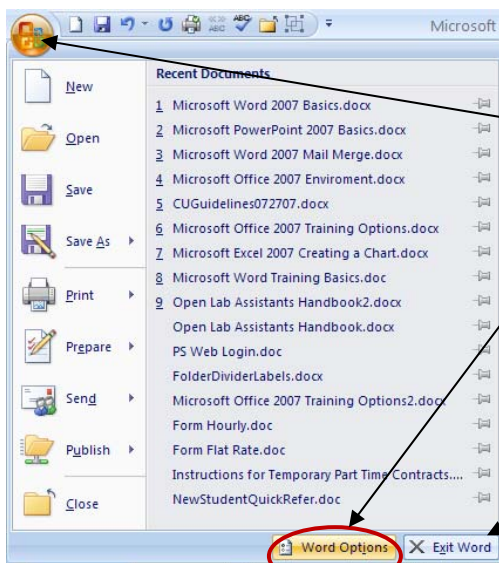 Microsoft
New
Open
Save
Save As
Print
Prepare
Send
Publish
Close
Recent Documents
1 Microsoft Word 2007 Basics.docx
2 Microsoft PowerPoint 2007 Basics.docx
3 Microsoft Word 2007 Mail Merge.docx
4 Microsoft Office 2007 Enviroment.docx
5 CUGuidelines072707.docx
6 Microsoft Office 2007 Training Options.docx
7 Microsoft Excel 2007 Creating a Chart.docx
8 Microsoft Word Training Basics.doc
9 Open Lab Assistants Handbook2.docx
Open Lab Assistants Handbook.docx
PS Web Login.doc
FolderDividerLabels.docx
Microsoft Office 2007 Training Options2.docx
Form Hourly.doc
Form Flat Rate.doc
Instructions for Temporary Part Time Contracts....
NewStudentQuickRefer.doc
Word Options
Exit Word